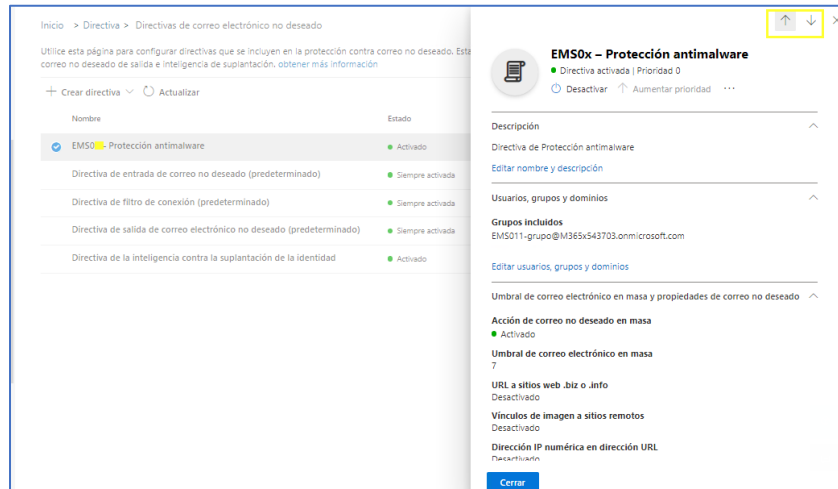 Inicio > Directiva > Directivas de correo electrónico no deseado
Utilice esta página para configurar directivas que se incluyen en la protección contra correo no deseado. Esta
correo no deseado de salida e inteligencia de suplantación. obtener más información
Crear directiva
Actualizar
Nombre
Estado
EMS0 - Protección antimalware
Activado
Directiva de entrada de correo no deseado (predeterminado)
Siempre activada
Directiva de filtro de conexión (predeterminado)
Siempre activada
Directiva de salida de correo electrónico no deseado (predeterminado)
Siempre activada
Directiva de la inteligencia contra la suplantación de la identidad
Activado
EMS0x – Protección antimalware
Directiva activada | Prioridad 0
Desactivar
Aumentar prioridad
...
Descripción
Directiva de Protección antimalware
Editar nombre y descripción
Usuarios, grupos y dominios
Grupos incluidos
EMS011-grupo@M365x543703.onmicrosoft.com
Editar usuarios, grupos y dominios
Umbral de correo electrónico en masa y propiedades de correo no deseado
Acción de correo no deseado en masa
Activado
Umbral de correo electrónico en masa
7
URL a sitios web .biz o .info
Desactivado
Vínculos de imagen a sitios remotos
Desactivado
Dirección IP numérica en dirección URL
Desactivado
Cerrar